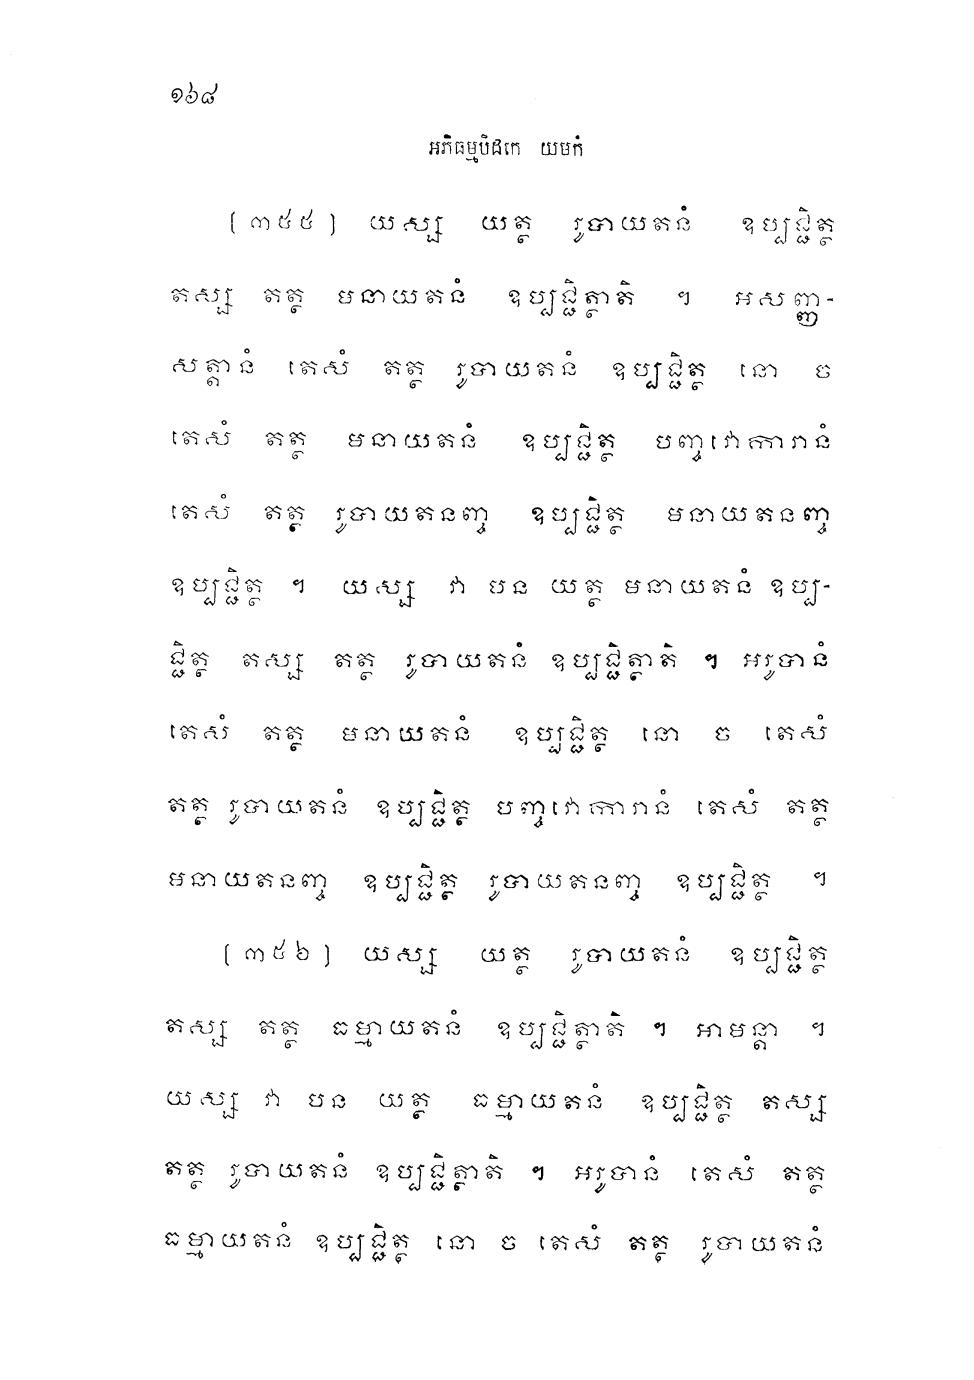 ១៦៨
អភិធម្មបិដកេ យមកំ
(៣៥៥) យស្ស យត្ថ រូបាយតនំ ឧប្បជ្ជិត្ថ
តស្ស តត្ថ មនាយតនំ ឧប្បជ្ជិត្ថាតិ ។ អសញ្ញ-
សត្តានំ តេសំ តត្ថ រូបាយតនំ ឧប្បជ្ជិត្ថ នោ ច
តេសំ តត្ថ មនាយតនំ ឧប្បជ្ជិត្ថ បញ្ចវោការានំ
តេសំ តត្ថ រូបាយតនញ្ច ឧប្បជ្ជិត្ថ មនាយតនញ្ច
ឧប្បជ្ជិត្ថ ។ យស្ស វា បន យត្ថ មនាយតនំ ឧប្ប-
ជ្ជិត្ថ តស្ស តត្ថ រូបាយតនំ ឧប្បជ្ជិត្ថាតិ ។ អរូបានំ
តេសំ តត្ថ មនាយតនំ ឧប្បជ្ជិត្ថ នោ ច តេសំ
តត្ថ រូបាយតនំ ឧប្បជ្ជិត្ថ បញ្ចវោការានំ តេសំ តត្ថ
មនាយតនញ្ច ឧប្បជ្ជិត្ថ រូបាយតនញ្ច ឧប្បជ្ជិត្ថ ។
(៣៥៦) យស្ស យត្ថ រូបាយតនំ ឧប្បជ្ជិត្ថ
តស្ស តត្ថ ធម្មាយតនំ ឧប្បជ្ជិត្ថាតិ ។ អាមន្តា ។
យស្ស វា បន យត្ថ ធម្មាយតនំ ឧប្បជ្ជិត្ថ តស្ស
តត្ថ រូបាយតនំ ឧប្បជ្ជិត្ថាតិ ។ អរូបានំ តេសំ តត្ថ
ធម្មាយតនំ ឧប្បជ្ជិត្ថ នោ ច តេសំ តត្ថ រូបាយតនំ